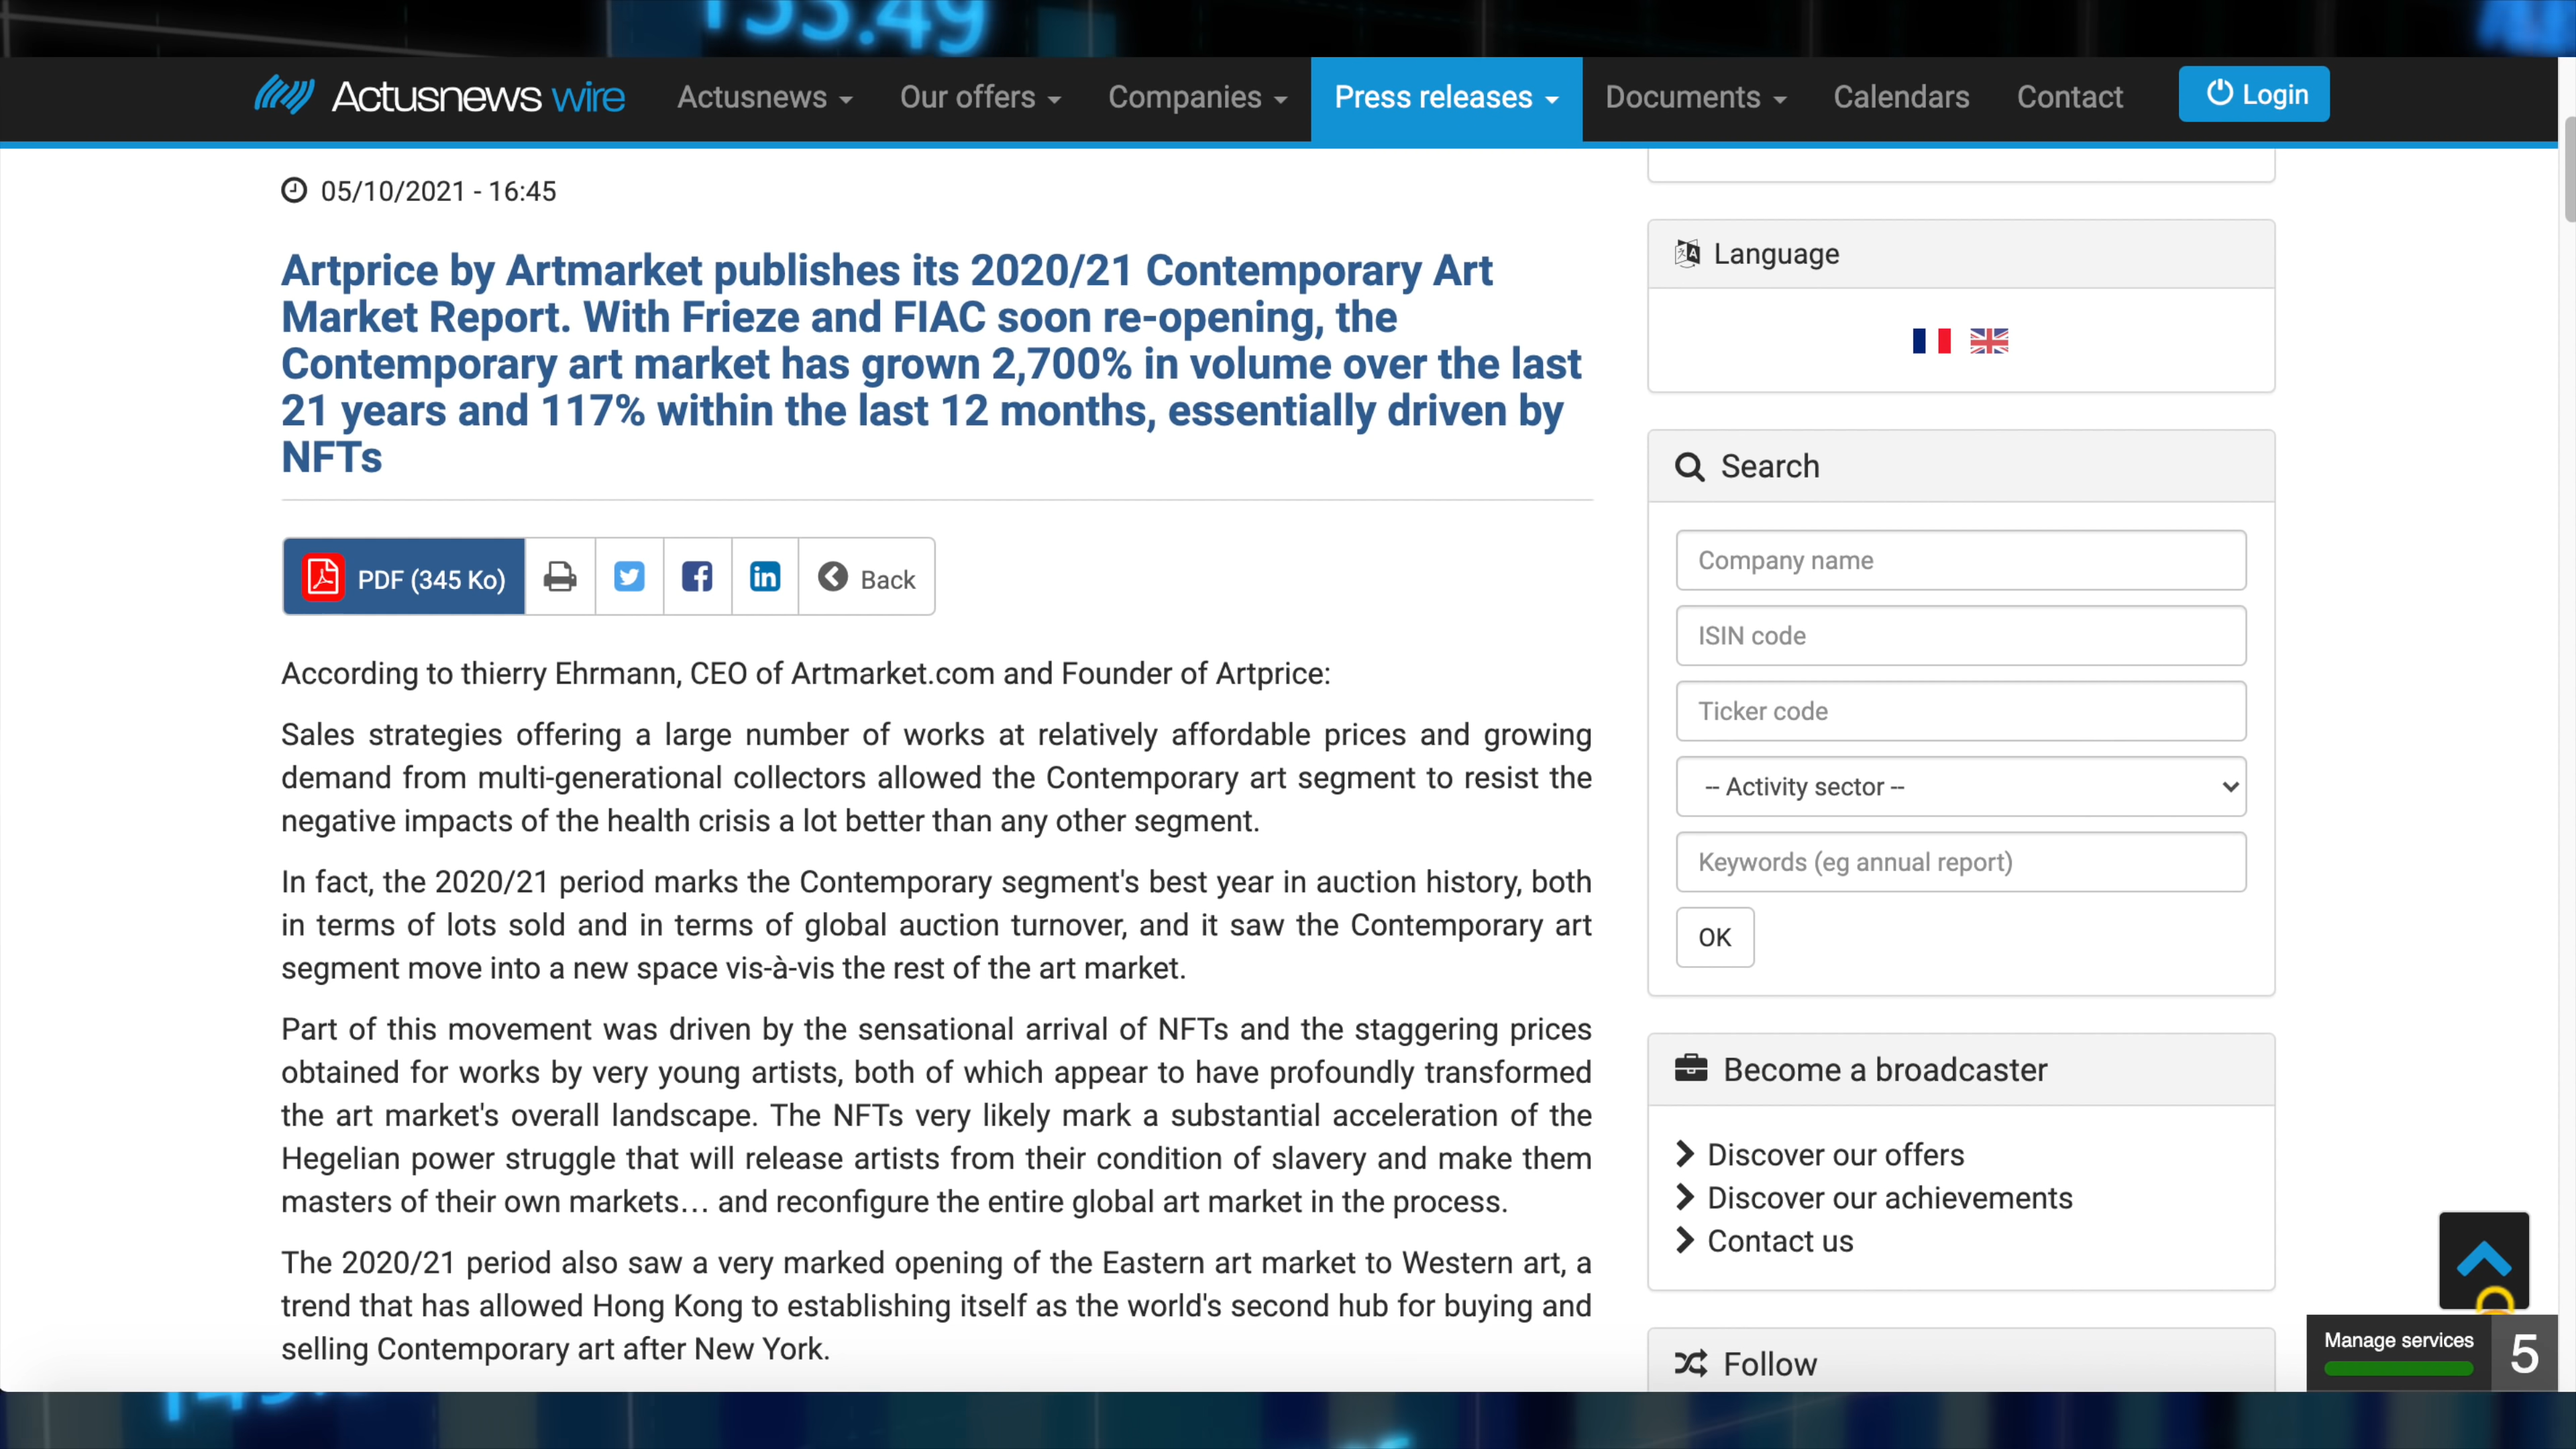 Actusnews wire
Actusnews
Our offers
Companies
Press releases
Documents
Calendars
Contact
Login
05/10/2021 - 16:45
Artprice by Artmarket publishes its 2020/21 Contemporary Art
Market Report. With Frieze and FIAC soon re-opening, the
Contemporary art market has grown 2,700% in volume over the last
21 years and 117% within the last 12 months, essentially driven by
NFTs
PDF (345 Ko)
Back
According to thierry Ehrmann, CEO of Artmarket.com and Founder of Artprice:
Sales strategies offering a large number of works at relatively affordable prices and growing
demand from multi-generational collectors allowed the Contemporary art segment to resist the
negative impacts of the health crisis a lot better than any other segment.
In fact, the 2020/21 period marks the Contemporary segment's best year in auction history, both
in terms of lots sold and in terms of global auction turnover, and it saw the Contemporary art
segment move into a new space vis-à-vis the rest of the art market.
Part of this movement was driven by the sensational arrival of NFTs and the staggering prices
obtained for works by very young artists, both of which appear to have profoundly transformed
the art market's overall landscape. The NFTs very likely mark a substantial acceleration of the
Hegelian power struggle that will release artists from their condition of slavery and make them
masters of their own markets… and reconfigure the entire global art market in the process.
The 2020/21 period also saw a very marked opening of the Eastern art market to Western art, a
trend that has allowed Hong Kong to establishing itself as the world's second hub for buying and
selling Contemporary art after New York.
Language
Search
Company name
ISIN code
Ticker code
-- Activity sector --
Keywords (eg annual report)
OK
Become a broadcaster
Discover our offers
Discover our achievements
Contact us
Follow
Manage services
5